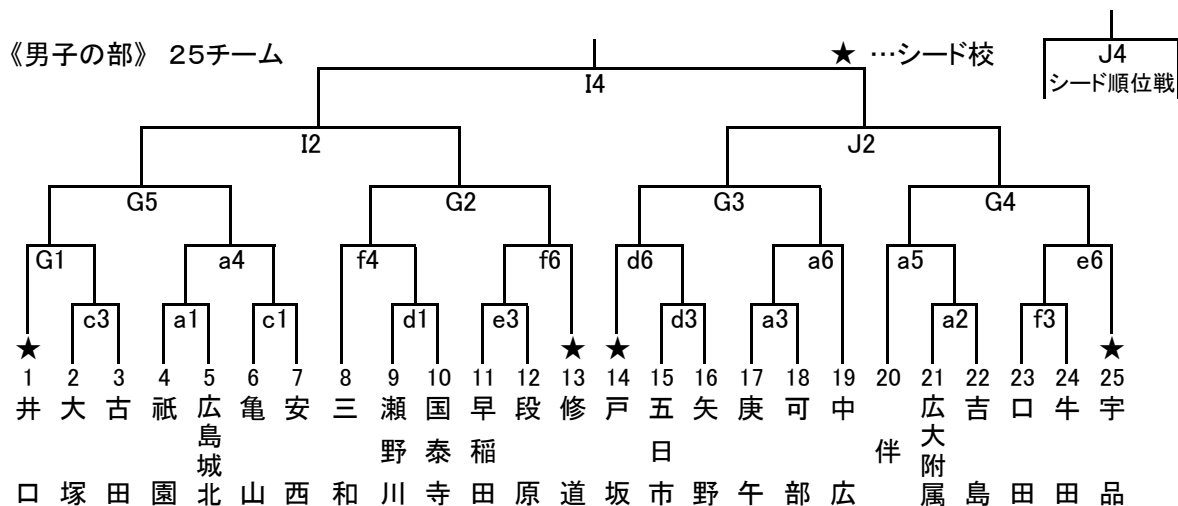 《男子の部》 25チーム
★ …シード校
J4
シード順位戦
I4
I2 J2
G5 G2 G3 G4
G1 a4 f4 f6 d6 a6 a5 e6
c3 a1 c1 d1 e3 d3 a3 a2 f3
★ ★ ★ ★
1 2 3 4 5 6 7 8 9 10 11 12 13 14 15 16 17 18 19 20 21 22 23 24 25
井口
大塚
古田
祇園
広島城北
亀山
安西
三和
瀬野川
国泰寺
早稲田
段原
修道
戸坂
五日市
矢野
庚午
可部
中広
伴
広大附属
吉島
口田
牛田
宇品